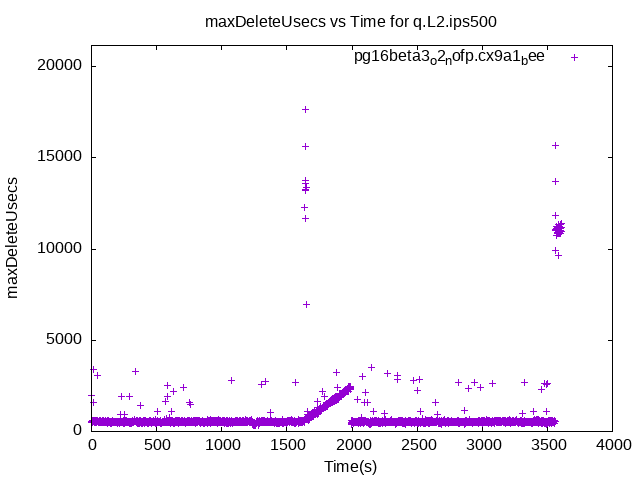 maxDeleteUsecs vs Time for q.L2.ips500
pg16beta3o2nofp.cx9a1bee
maxDeleteUsecs
20000
15000
10000
5000
0
0 500 1000 1500 2000 2500 3000 3500 4000
Time(s)